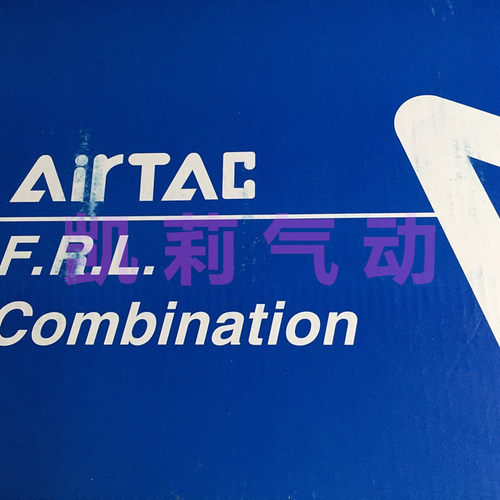 AirTAC
凯莉气动
F.R.L.
Combination